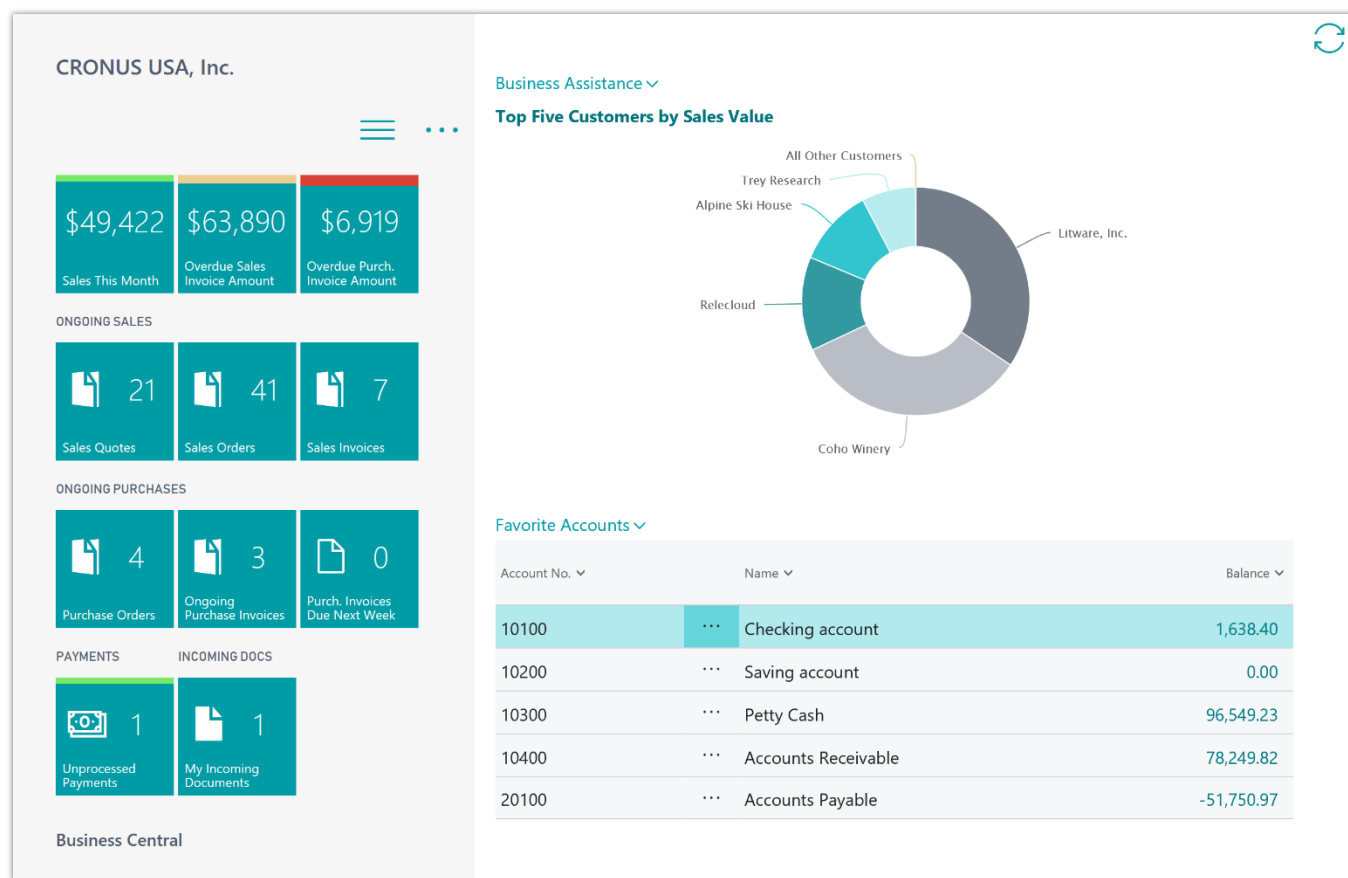 CRONUS USA, Inc.
$49,422
Sales This Month
$63,890
Overdue Sales
Invoice Amount
$6,919
Overdue Purch.
Invoice Amount
ONGOING SALES
21
Sales Quotes
41
Sales Orders
7
Sales Invoices
ONGOING PURCHASES
4
Purchase Orders
3
Ongoing
Purchase Invoices
0
Purch. Invoices
Due Next Week
PAYMENTS
INCOMING DOCS
1
Unprocessed
Payments
1
My Incoming
Documents
Business Central
Business Assistance
Top Five Customers by Sales Value
All Other Customers
Trey Research
Alpine Ski House
Litware, Inc.
Relecloud
Coho Winery
Favorite Accounts
Account No. Name Balance
10100 Checking account 1,638.40
10200 Saving account 0.00
10300 Petty Cash 96,549.23
10400 Accounts Receivable 78,249.82
20100 Accounts Payable -51,750.97